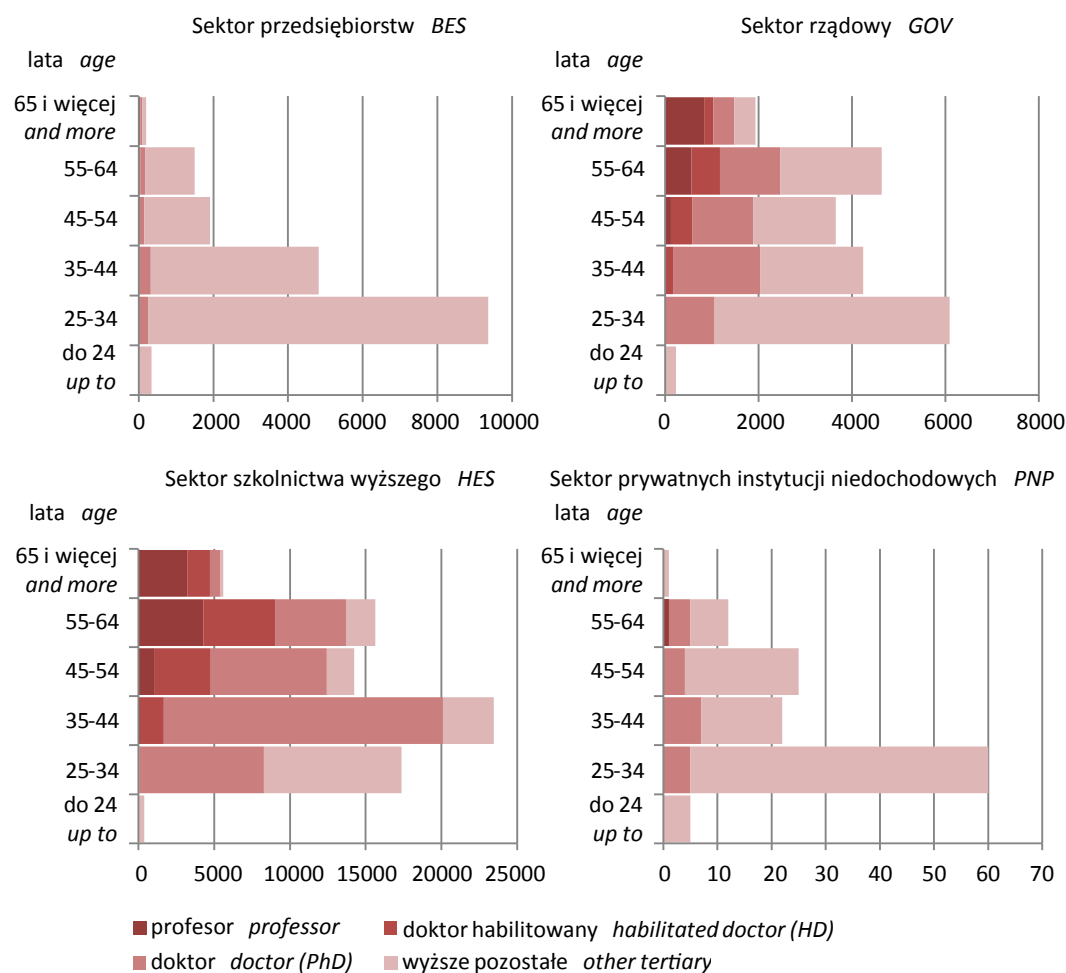 Sektor przedsiębiorstw BES
lata age
65 i więcej
and more
55-64
45-54
35-44
25-34
do 24
up to
0 2000 4000 6000 8000 10000
Sektor rządowy GOV
lata age
65 i więcej
and more
55-64
45-54
35-44
25-34
do 24
up to
0 2000 4000 6000 8000
Sektor szkolnictwa wyższego HES
lata age
65 i więcej
and more
55-64
45-54
35-44
25-34
do 24
up to
0 5000 10000 15000 20000 25000
Sektor prywatnych instytucji niedochodowych PNP
lata age
65 i więcej
and more
55-64
45-54
35-44
25-34
do 24
up to
0 10 20 30 40 50 60 70
profesor professor
doktor habilitowany habilitated doctor (HD)
doktor doctor (PhD)
wyższe pozostałe other tertiary